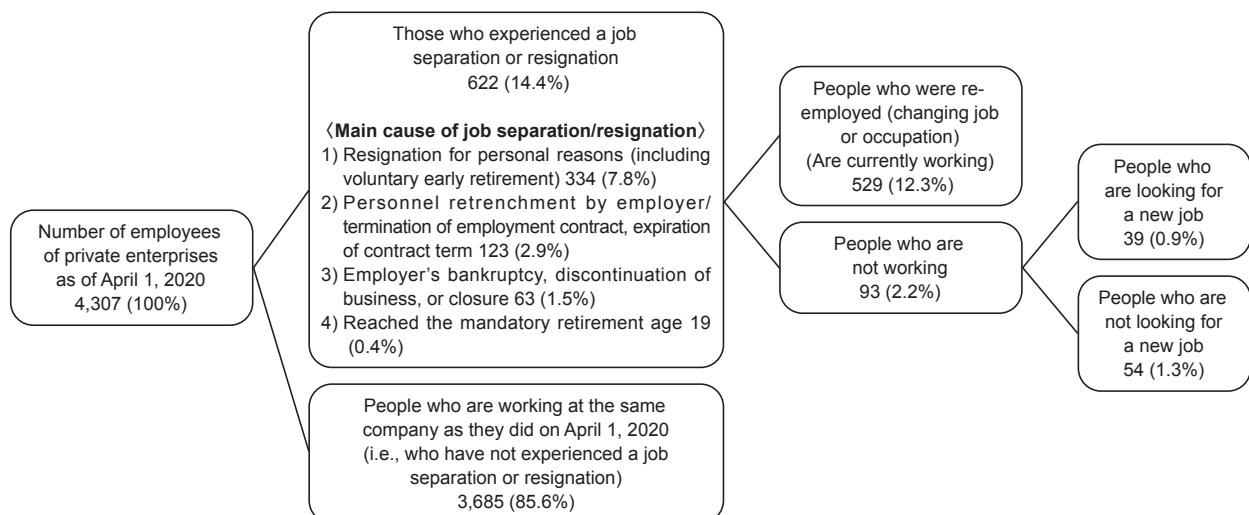 Number of employees
of private enterprises
as of April 1, 2020
4,307 (100%)
Those who experienced a job
separation or resignation
622 (14.4%)
〈Main cause of job separation/resignation〉
1) Resignation for personal reasons (including
voluntary early retirement) 334 (7.8%)
2) Personnel retrenchment by employer/
termination of employment contract, expiration
of contract term 123 (2.9%)
3) Employer's bankruptcy, discontinuation of
business, or closure 63 (1.5%)
4) Reached the mandatory retirement age 19
(0.4%)
People who are working at the same
company as they did on April 1, 2020
(i.e., who have not experienced a job
separation or resignation)
3,685 (85.6%)
People who were re-
employed (changing job
or occupation)
(Are currently working)
529 (12.3%)
People who are
not working
93 (2.2%)
People who
are looking for
a new job
39 (0.9%)
People who are
not looking for
a new job
54 (1.3%)